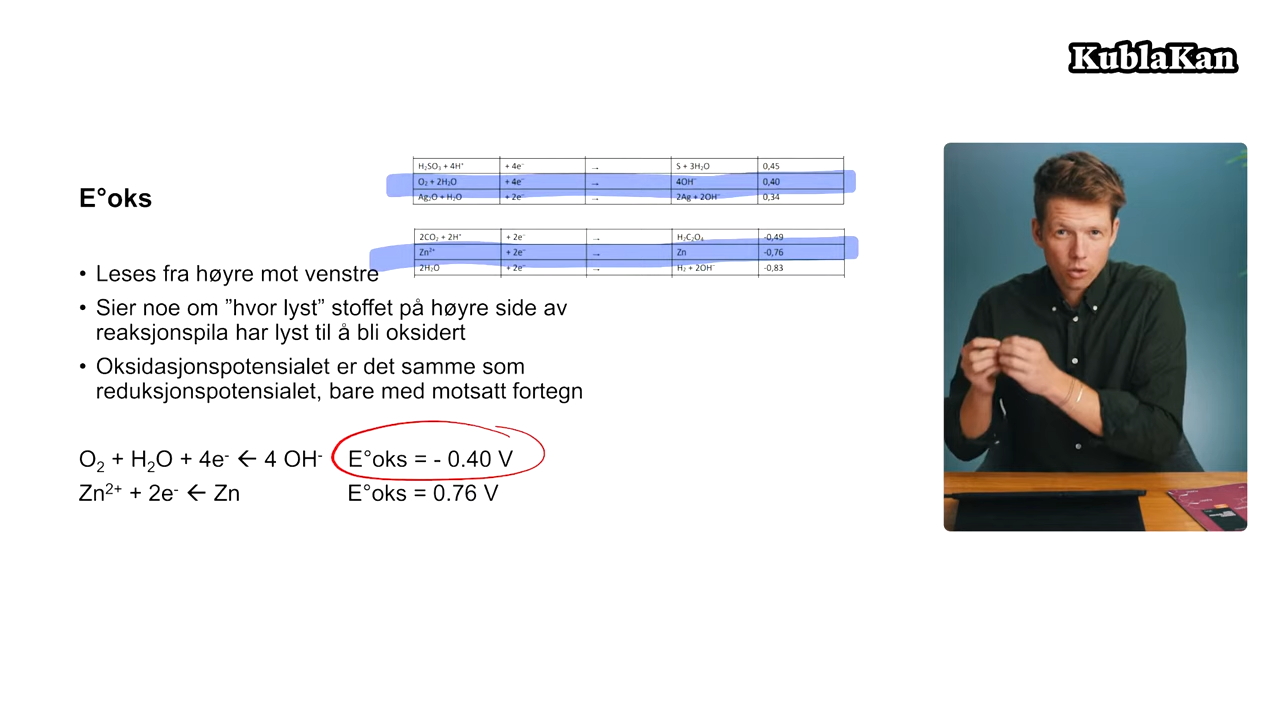 KublaKan
H₂SO₃ + 4H⁺ + 4e⁻ → S + 3H₂O 0,45
O₂ + 2H₂O + 4e⁻ → 4OH⁻ 0,40
Ag₂O + H₂O + 2e⁻ → 2Ag + 2OH⁻ 0,34
E°oks
2CO₂ + 2H⁺ + 2e⁻ → H₂C₂O₄ -0,49
Zn²⁺ + 2e⁻ → Zn -0,76
2H₂O + 2e⁻ → H₂ + 2OH⁻ -0,83
• Leses fra høyre mot venstre
• Sier noe om ”hvor lyst” stoffet på høyre side av
reaksjonspila har lyst til å bli oksidert
• Oksidasjonspotensialet er det samme som
reduksjonspotensialet, bare med motsatt fortegn
O₂ + H₂O + 4e⁻ ← 4 OH⁻ E°oks = - 0.40 V
Zn²⁺ + 2e⁻ ← Zn E°oks = 0.76 V